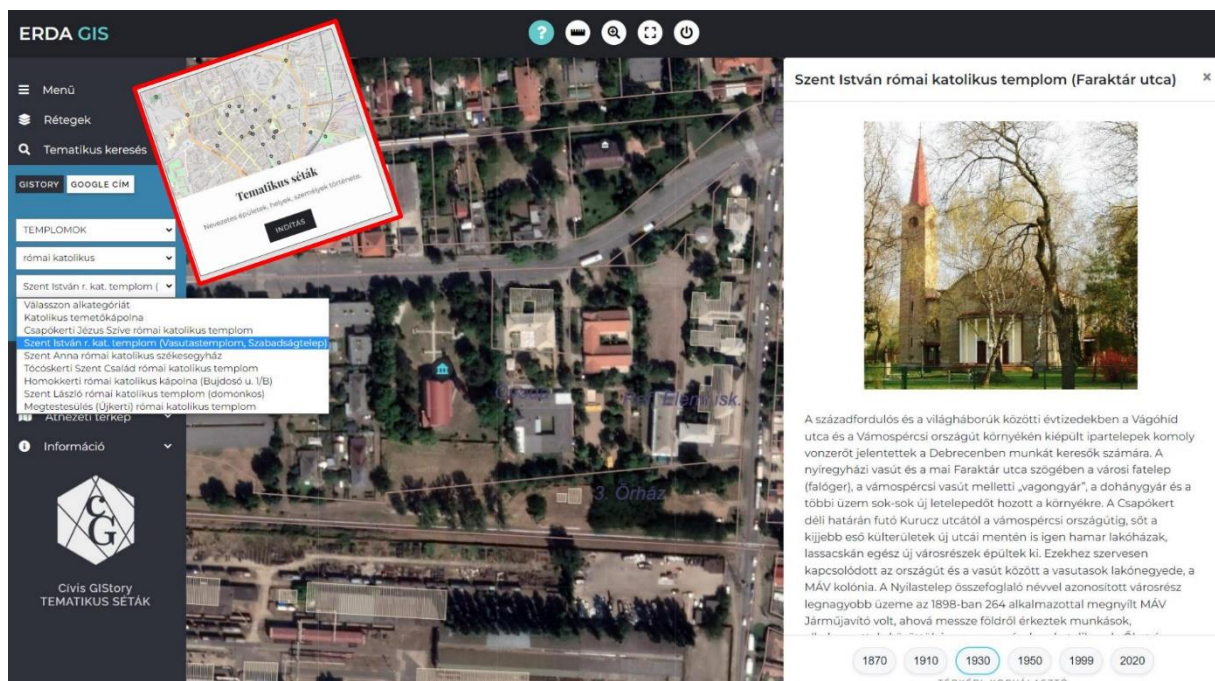 ERDA GIS
?
Menü
Rétegek
Tematikus keresés
GISTORY GOOGLE CÍM
TEMPLOMOK
római katolikus
Szent István r. kat. templom (
Válasszon alkategóriát
Katolikus temetőkápolna
Csapókerti Jézus Szíve római katolikus templom
Szent István r. kat. templom (Vasutastemplom, Szabadságtelep)
Szent Anna római katolikus székesegyház
Tócóskerti Szent Család római katolikus templom
Homokkerti római katolikus kápolna (Bujdosó u. 1/B)
Szent László római katolikus templom (domonkos)
Megtestesülés (Újkerti) római katolikus templom
Átnézeti térkép
Információ
CG
Cívis GIStory
TEMATIKUS SÉTÁK
Tematikus séták
Nevezetes épületek, helyek, személyek története.
INDÍTÁS
Ref. Elemi isk.
3. Őrház
Szent István római katolikus templom (Faraktár utca)
×
A századfordulós és a világháborúk közötti évtizedekben a Vágóhíd
utca és a Vámospércsi országút környékén kiépült ipartelepek komoly
vonzerőt jelentettek a Debrecenben munkát keresők számára. A
nyíregyházi vasút és a mai Faraktár utca szögében a városi fatelep
(falóger), a vámospércsi vasút melletti „vagongyár”, a dohánygyár és a
többi üzem sok-sok új letelepedőt hozott a környékre. A Csapókert
déli határán futó Kurucz utcától a vámospércsi országútig, sőt a
kijjebb eső külterületek új utcái mentén is igen hamar lakóházak,
lassacskán egész új városrészek épültek ki. Ezekhez szervesen
kapcsolódott az országút és a vasút között a vasutasok lakónegyede, a
MÁV kolónia. A Nyilastelep összefoglaló névvel azonosított városrész
legnagyobb üzeme az 1898-ban 264 alkalmazottal megnyílt MÁV
Járműjavító volt, ahová messze földről érkeztek munkások,
1870 1910 1930 1950 1999 2020